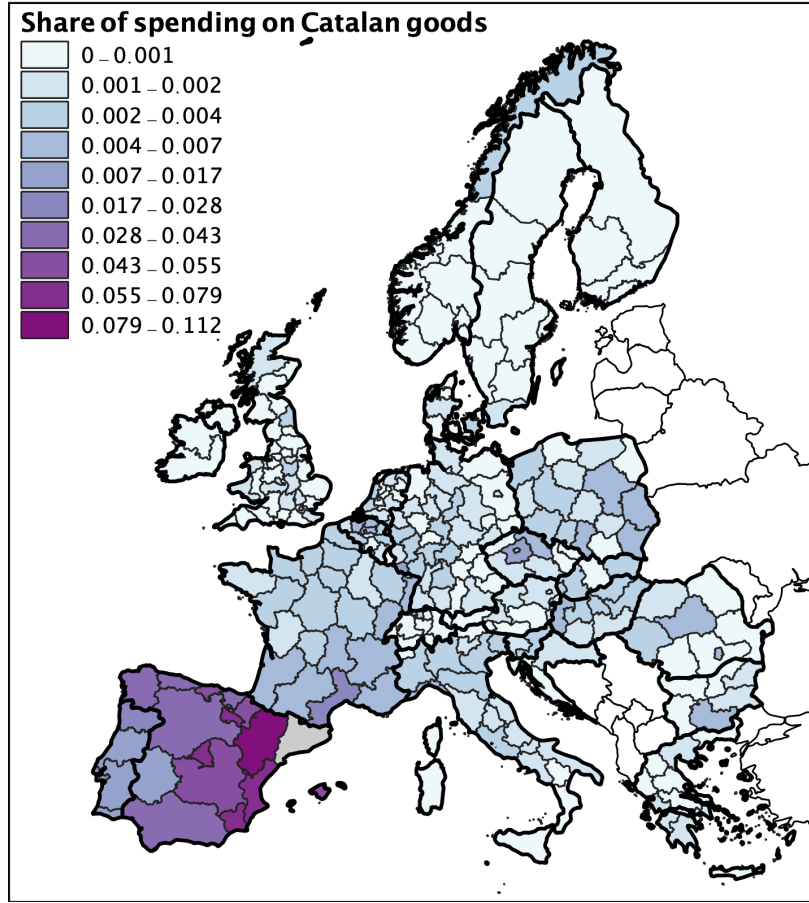 Share of spending on Catalan goods
0 – 0.001
0.001 – 0.002
0.002 – 0.004
0.004 – 0.007
0.007 – 0.017
0.017 – 0.028
0.028 – 0.043
0.043 – 0.055
0.055 – 0.079
0.079 – 0.112